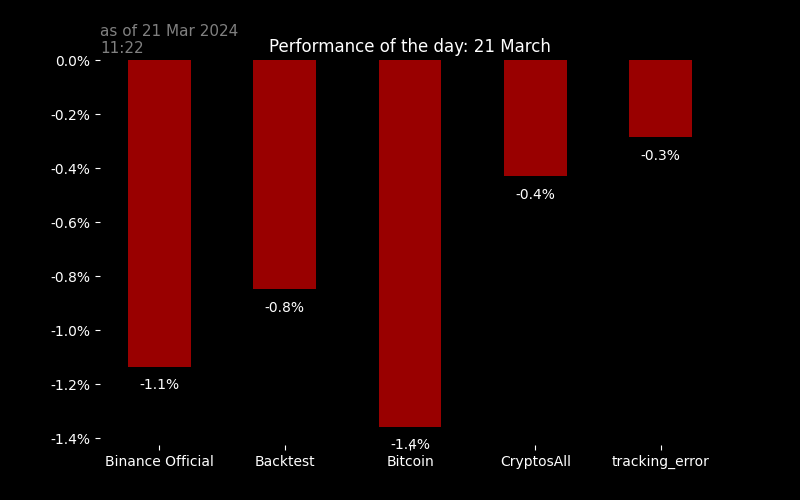 as of 21 Mar 2024
11:22
Performance of the day: 21 March
0.0%
-0.2%
-0.4%
-0.6%
-0.8%
-1.0%
-1.2%
-1.4%
-1.1%
-0.8%
-1.4%
-0.4%
-0.3%
Binance Official
Backtest
Bitcoin
CryptosAll
tracking_error